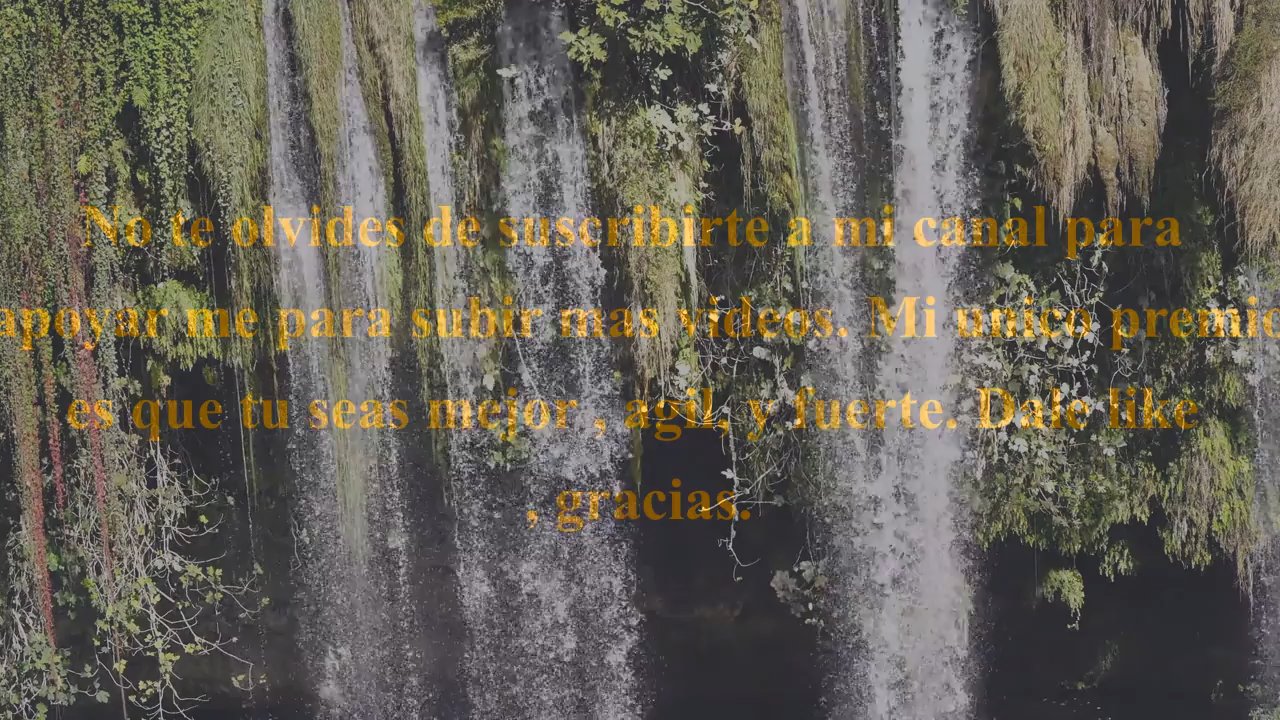 No te olvides de suscribirte a mi canal para
apoyar me para subir mas videos. Mi unico premio
es que tu seas mejor , agil, y fuerte. Dale like
, gracias.